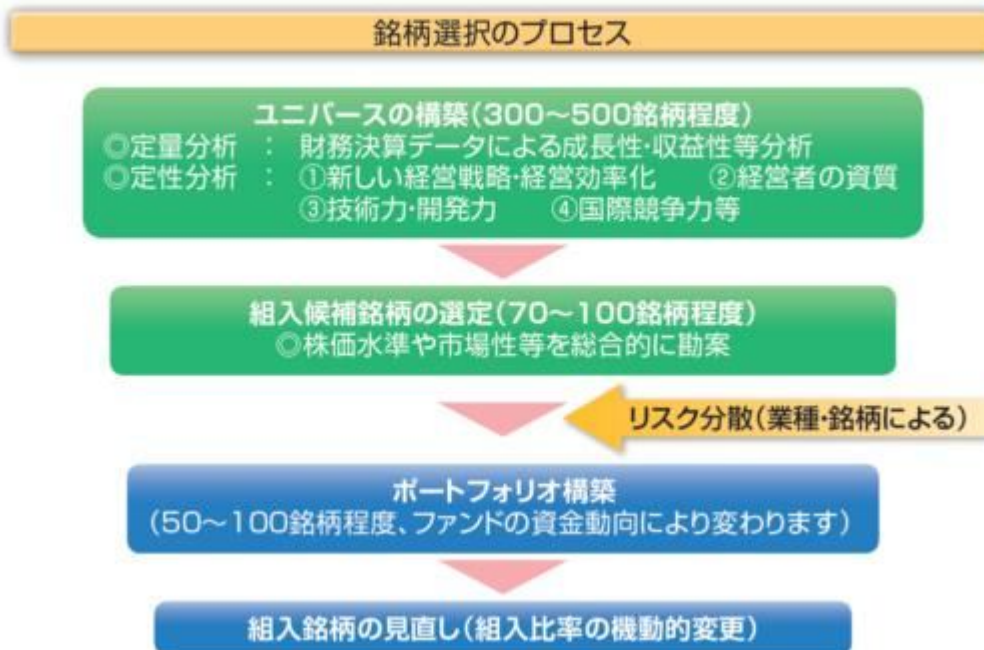 銘柄選択のプロセス
ユニバースの構築(300〜500銘柄程度)
◎定量分析 : 財務決算データによる成長性・収益性等分析
◎定性分析 : ①新しい経営戦略・経営効率化 ②経営者の資質
③技術力・開発力 ④国際競争力等
組入候補銘柄の選定(70〜100銘柄程度)
◎株価水準や市場性等を総合的に勘案
リスク分散(業種・銘柄による)
ポートフォリオ構築
(50〜100銘柄程度、ファンドの資金動向により変わります)
組入銘柄の見直し(組入比率の機動的変更)